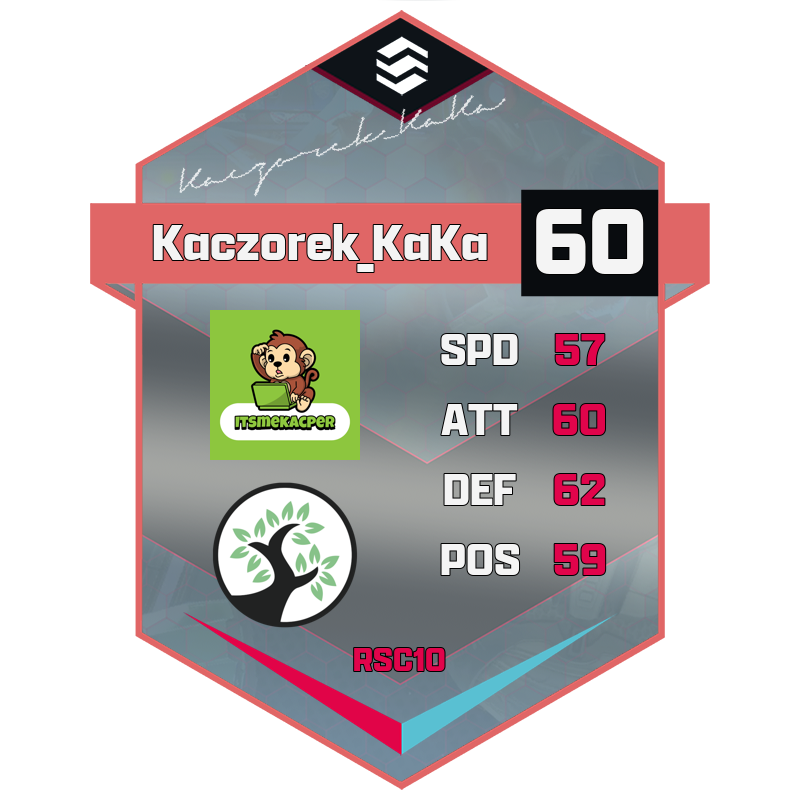 Kaczorek_KaKa
Kaczorek_KaKa 60
ITSMEKACPER
SPD 57
ATT 60
DEF 62
POS 59
RSC10